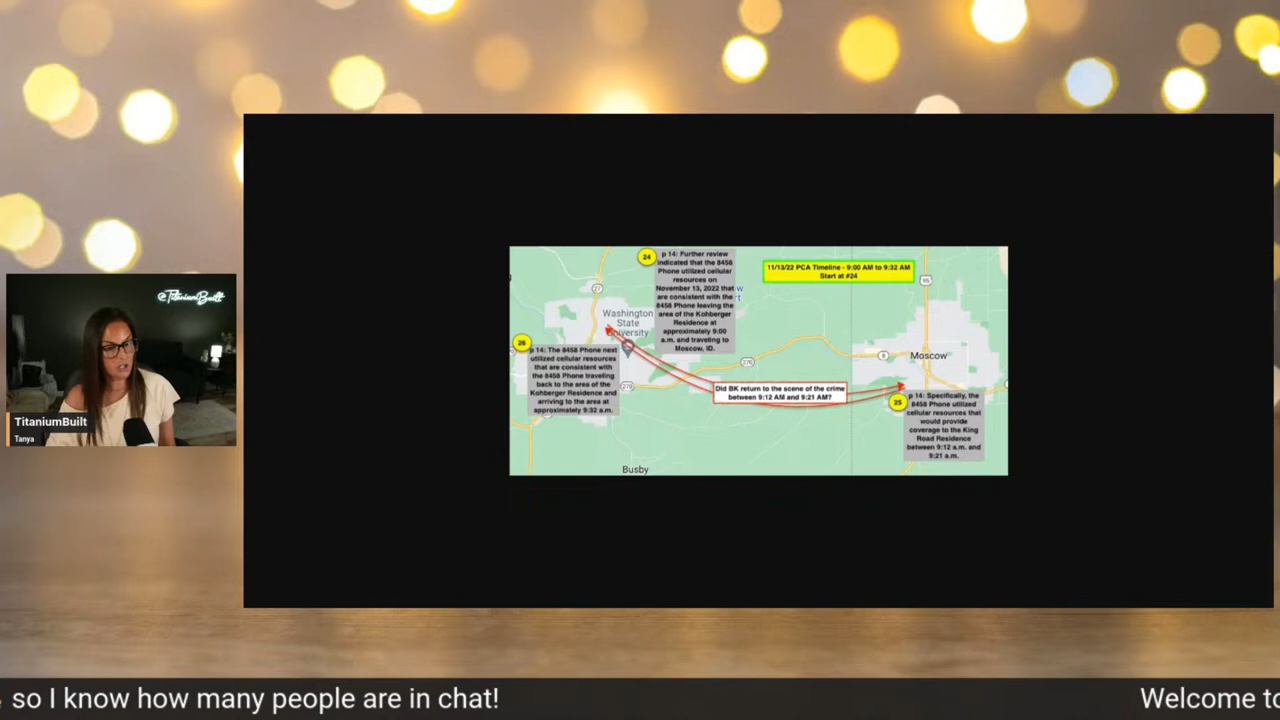 @TitaniumBuilt
TitaniumBuilt
Tanya
24
p 14: Further review
indicated that the 8458
Phone utilized cellular
resources on
November 13, 2022 that
are consistent with the
8458 Phone leaving the
area of the Kohberger
Residence at
approximately 9:00
a.m. and traveling to
Moscow, ID.
11/13/22 PCA Timeline - 9:00 AM to 9:32 AM
Start at #24
95
27
Washington
State
University
26
p 14: The 8458 Phone next
utilized cellular resources
that are consistent with
the 8458 Phone traveling
back to the area of the
Kohberger Residence and
arriving to the area at
approximately 9:32 a.m.
270
270
8
Moscow
Did BK return to the scene of the crime
between 9:12 AM and 9:21 AM?
25
p 14: Specifically, the
8458 Phone utilized
cellular resources that
would provide
coverage to the King
Road Residence
between 9:12 a.m. and
9:21 a.m.
Busby
so I know how many people are in chat!
Welcome to